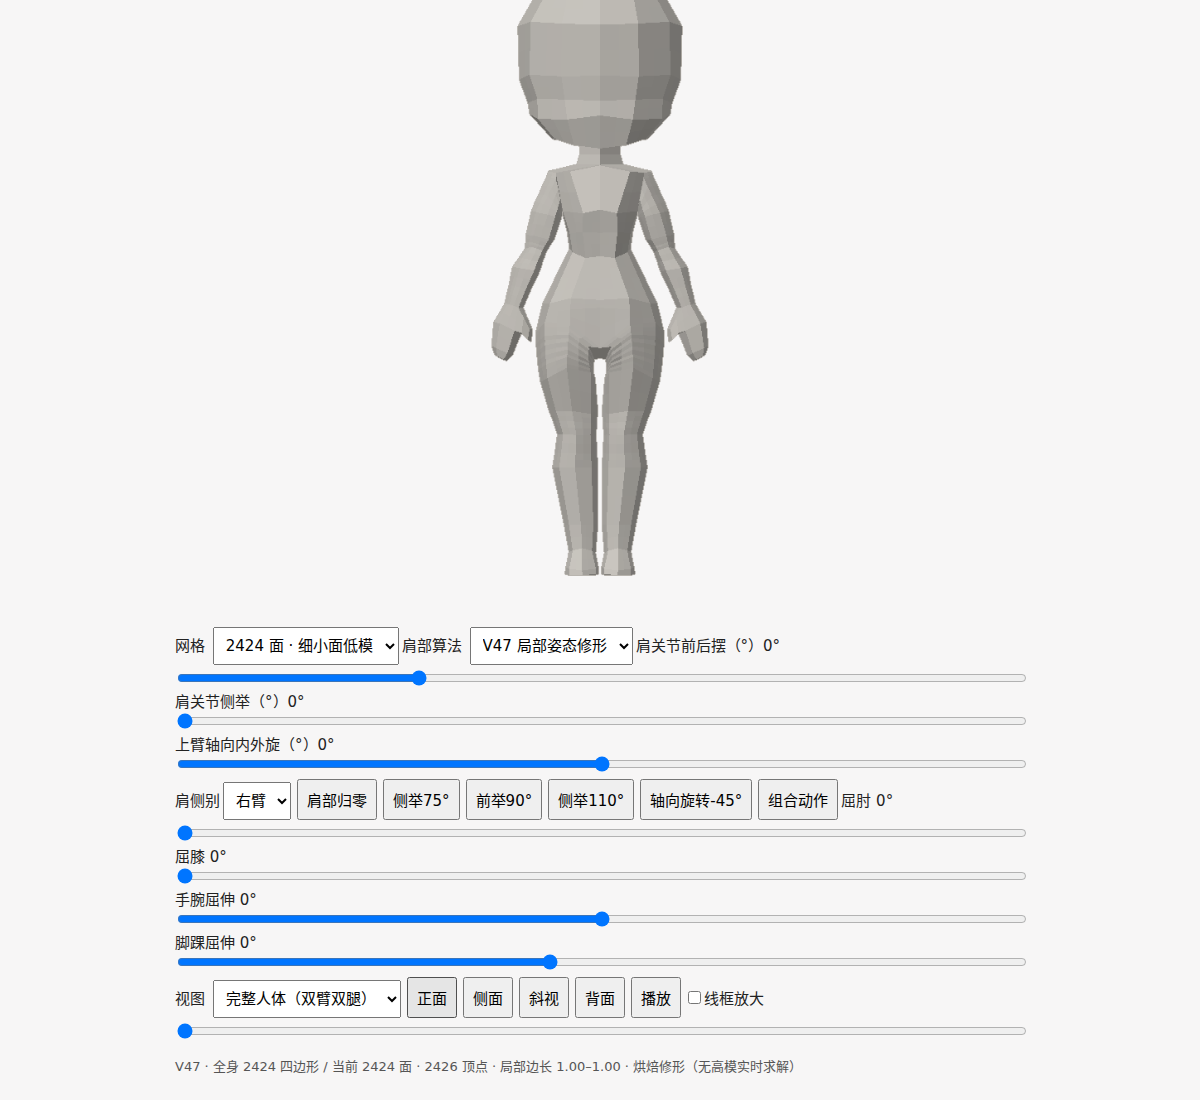 网格 2424 面 · 细小面低模 肩部算法 V47 局部姿态修形 肩关节前后摆（°）0°
肩关节侧举（°）0°
上臂轴向内外旋（°）0°
肩侧别 右臂 肩部归零 侧举75° 前举90° 侧举110° 轴向旋转-45° 组合动作 屈肘 0°
屈膝 0°
手腕屈伸 0°
脚踝屈伸 0°
视图 完整人体（双臂双腿） 正面 侧面 斜视 背面 播放 线框放大
V47 · 全身 2424 四边形 / 当前 2424 面 · 2426 顶点 · 局部边长 1.00–1.00 · 烘焙修形（无高模实时求解）